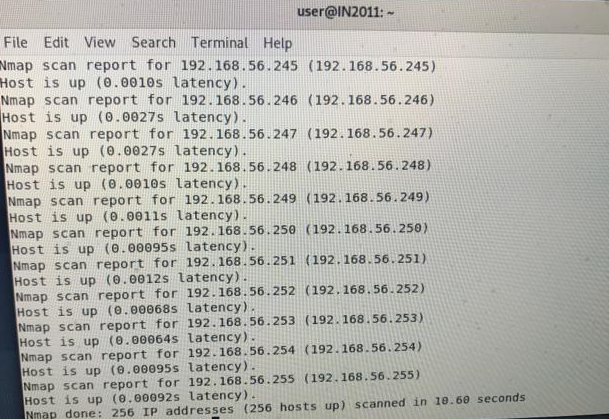 user@IN2011: ~
File Edit View Search Terminal Help
Nmap scan report for 192.168.56.245 (192.168.56.245)
Host is up (0.0010s latency).
Nmap scan report for 192.168.56.246 (192.168.56.246)
Host is up (0.0027s latency).
Nmap scan report for 192.168.56.247 (192.168.56.247)
Host is up (0.0027s latency).
Nmap scan report for 192.168.56.248 (192.168.56.248)
Host is up (0.0010s latency).
Nmap scan report for 192.168.56.249 (192.168.56.249)
Host is up (0.0011s latency).
Nmap scan report for 192.168.56.250 (192.168.56.250)
Host is up (0.00095s latency).
Nmap scan report for 192.168.56.251 (192.168.56.251)
Host is up (0.0012s latency).
Nmap scan report for 192.168.56.252 (192.168.56.252)
Host is up (0.00068s latency).
Nmap scan report for 192.168.56.253 (192.168.56.253)
Host is up (0.00064s latency).
Nmap scan report for 192.168.56.254 (192.168.56.254)
Host is up (0.00095s latency).
Nmap scan report for 192.168.56.255 (192.168.56.255)
Host is up (0.00092s latency).
Nmap done: 256 IP addresses (256 hosts up) scanned in 10.60 seconds